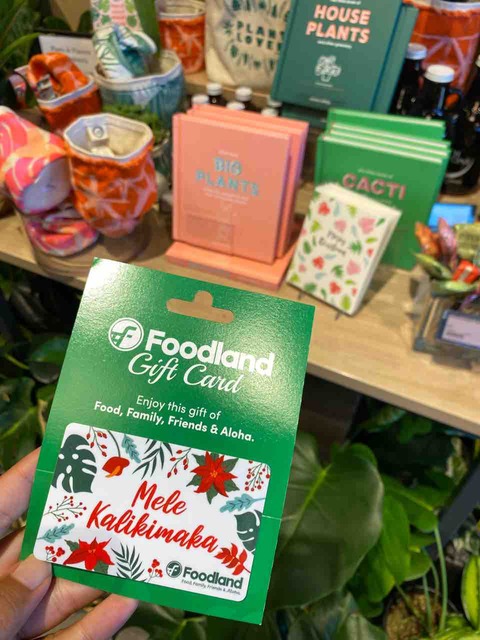 HOUSE
PLANTS
BIG
PLANTS
CACTI
Foodland
Gift Card
Enjoy this gift of
Food, Family, Friends & Aloha.
Mele
Kalikimaka
Foodland
Food, Family, Friends & Aloha.